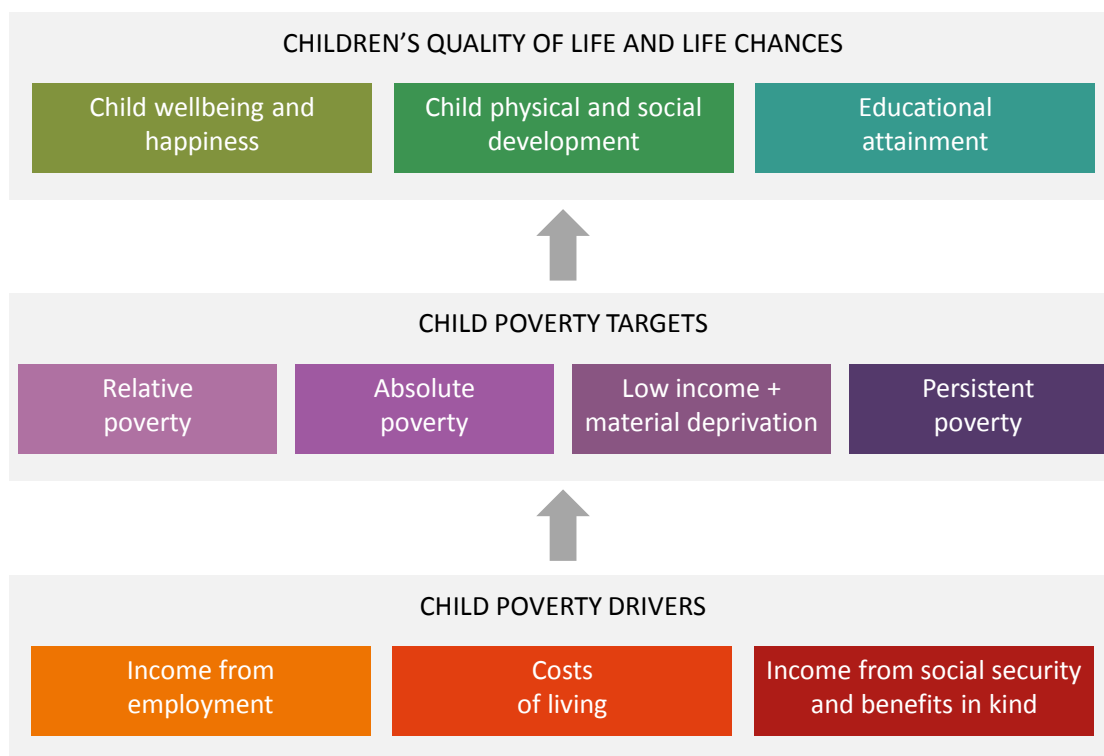 CHILDREN’S QUALITY OF LIFE AND LIFE CHANCES
Child wellbeing and
happiness
Child physical and social
development
Educational
attainment
CHILD POVERTY TARGETS
Relative
poverty
Absolute
poverty
Low income +
material deprivation
Persistent
poverty
CHILD POVERTY DRIVERS
Income from
employment
Costs
of living
Income from social security
and benefits in kind